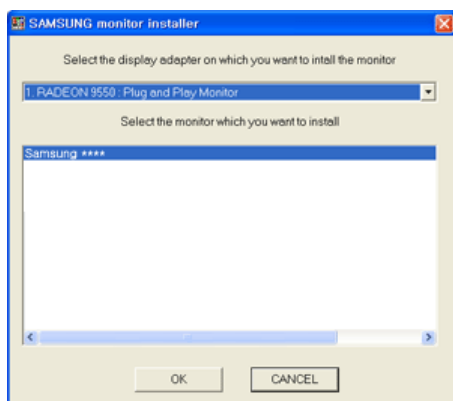 SAMSUNG monitor installer
Select the display adapter on which you want to intall the monitor
1. RADEON 9550 : Plug and Play Monitor
Select the monitor which you want to install
Samsung ****
OK CANCEL